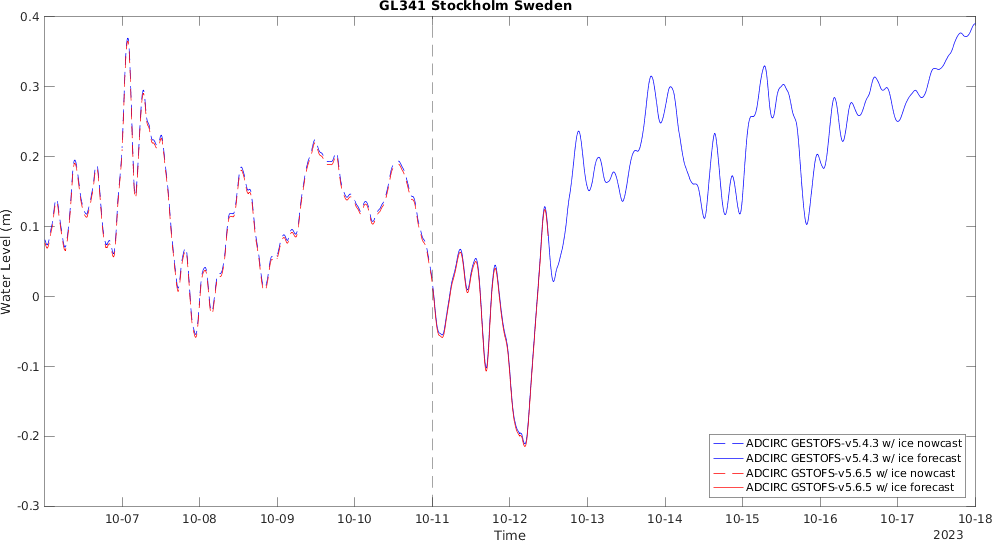 GL341 Stockholm Sweden
0.4
0.3
0.2
0.1
0
-0.1
-0.2
-0.3
Water Level (m)
10-07 10-08 10-09 10-10 10-11 10-12 10-13 10-14 10-15 10-16 10-17 10-18
Time
2023
ADCIRC GESTOFS-v5.4.3 w/ ice nowcast
ADCIRC GESTOFS-v5.4.3 w/ ice forecast
ADCIRC GSTOFS-v5.6.5 w/ ice nowcast
ADCIRC GSTOFS-v5.6.5 w/ ice forecast